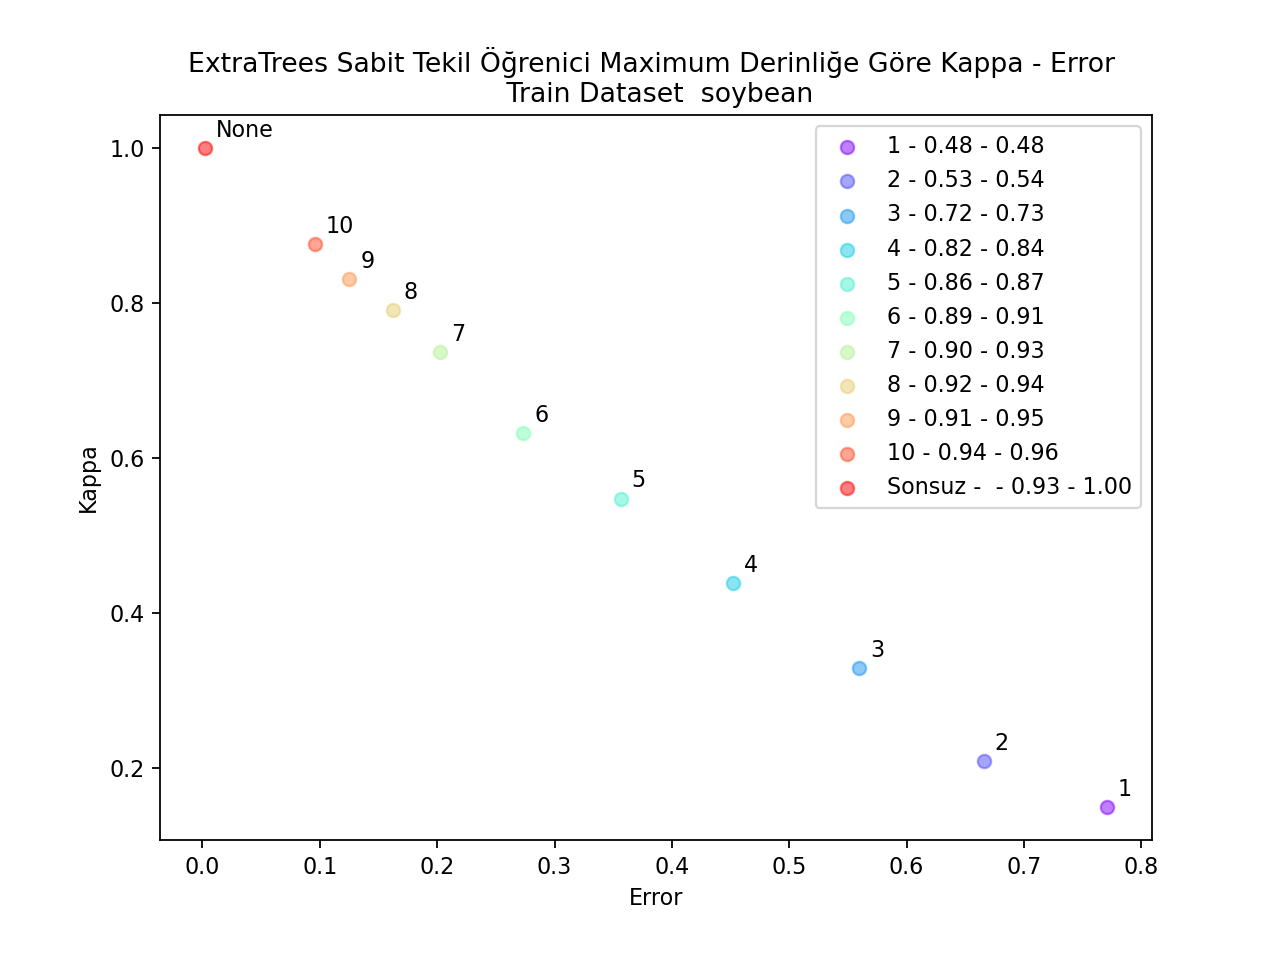 ExtraTrees Sabit Tekil Öğrenici Maximum Derinliğe Göre Kappa - Error
Train Dataset  soybean
None
10
9
8
7
6
5
4
3
2
1
1 - 0.48 - 0.48
2 - 0.53 - 0.54
3 - 0.72 - 0.73
4 - 0.82 - 0.84
5 - 0.86 - 0.87
6 - 0.89 - 0.91
7 - 0.90 - 0.93
8 - 0.92 - 0.94
9 - 0.91 - 0.95
10 - 0.94 - 0.96
Sonsuz -  - 0.93 - 1.00
Kappa
1.0
0.8
0.6
0.4
0.2
0.0 0.1 0.2 0.3 0.4 0.5 0.6 0.7 0.8
Error